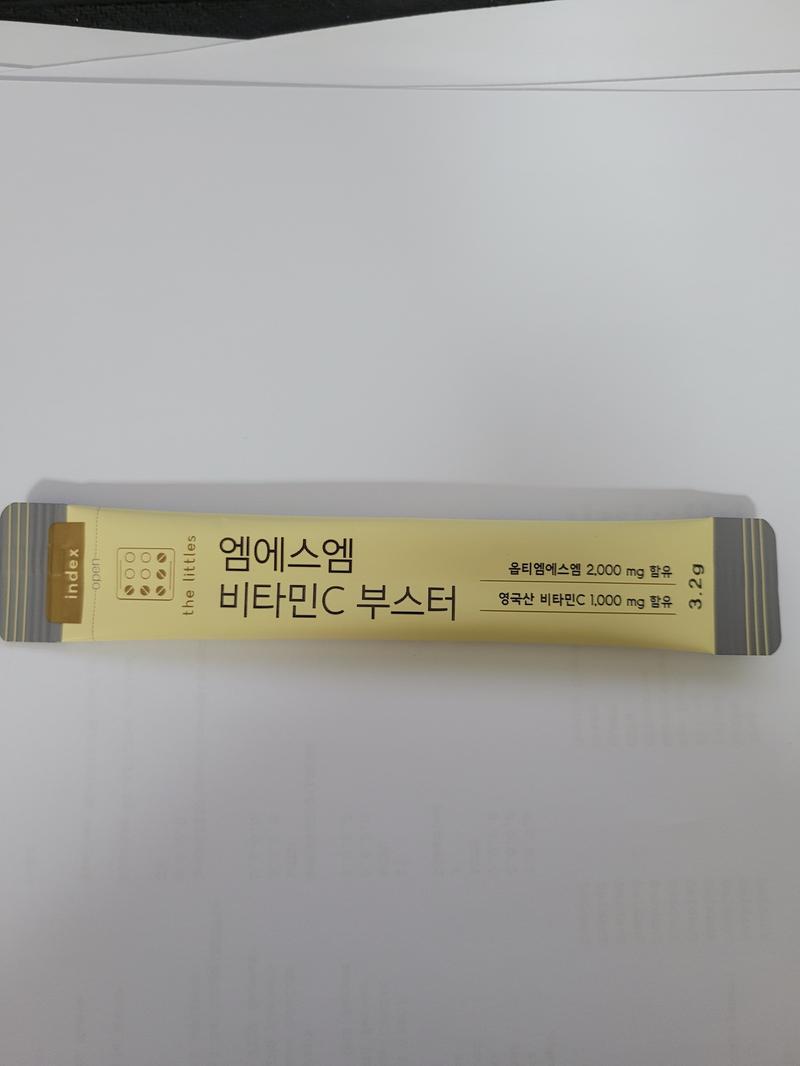 index
open
the littles
엠에스엠
비타민C 부스터
옵티엠에스엠 2,000 mg 함유
영국산 비타민C 1,000 mg 함유
3.2g